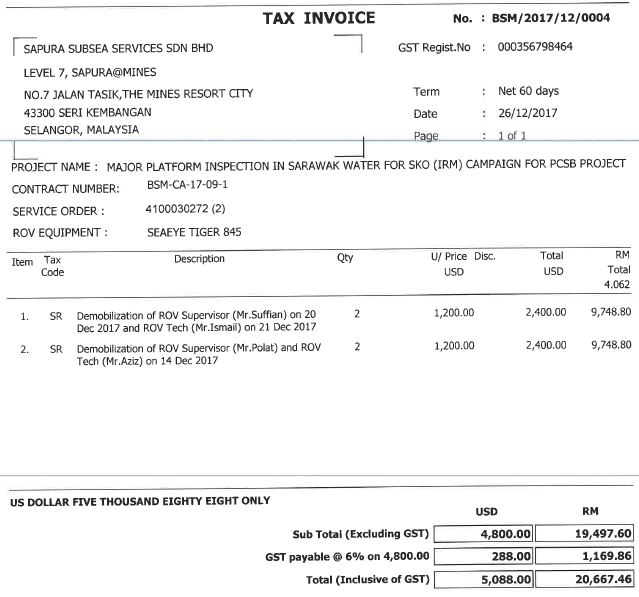 TAX INVOICE
No. : BSM/2017/12/0004
SAPURA SUBSEA SERVICES SDN BHD
GST Regist.No : 000356798464
LEVEL 7, SAPURA@MINES
NO.7 JALAN TASIK,THE MINES RESORT CITY
Term : Net 60 days
43300 SERI KEMBANGAN
Date : 26/12/2017
SELANGOR, MALAYSIA
Page : 1 of 1
PROJECT NAME : MAJOR PLATFORM INSPECTION IN SARAWAK WATER FOR SKO (IRM) CAMPAIGN FOR PCSB PROJECT
CONTRACT NUMBER: BSM-CA-17-09-1
SERVICE ORDER : 4100030272 (2)
ROV EQUIPMENT : SEAEYE TIGER 845
Item Tax Code Description Qty U/ Price USD Disc. Total USD RM Total 4.062
1. SR Demobilization of ROV Supervisor (Mr.Suffian) on 20 2 1,200.00 2,400.00 9,748.80
Dec 2017 and ROV Tech (Mr.Ismail) on 21 Dec 2017
2. SR Demobilization of ROV Supervisor (Mr.Polat) and ROV 2 1,200.00 2,400.00 9,748.80
Tech (Mr.Aziz) on 14 Dec 2017
US DOLLAR FIVE THOUSAND EIGHTY EIGHT ONLY
USD RM
Sub Total (Excluding GST) 4,800.00 19,497.60
GST payable @ 6% on 4,800.00 288.00 1,169.86
Total (Inclusive of GST) 5,088.00 20,667.46